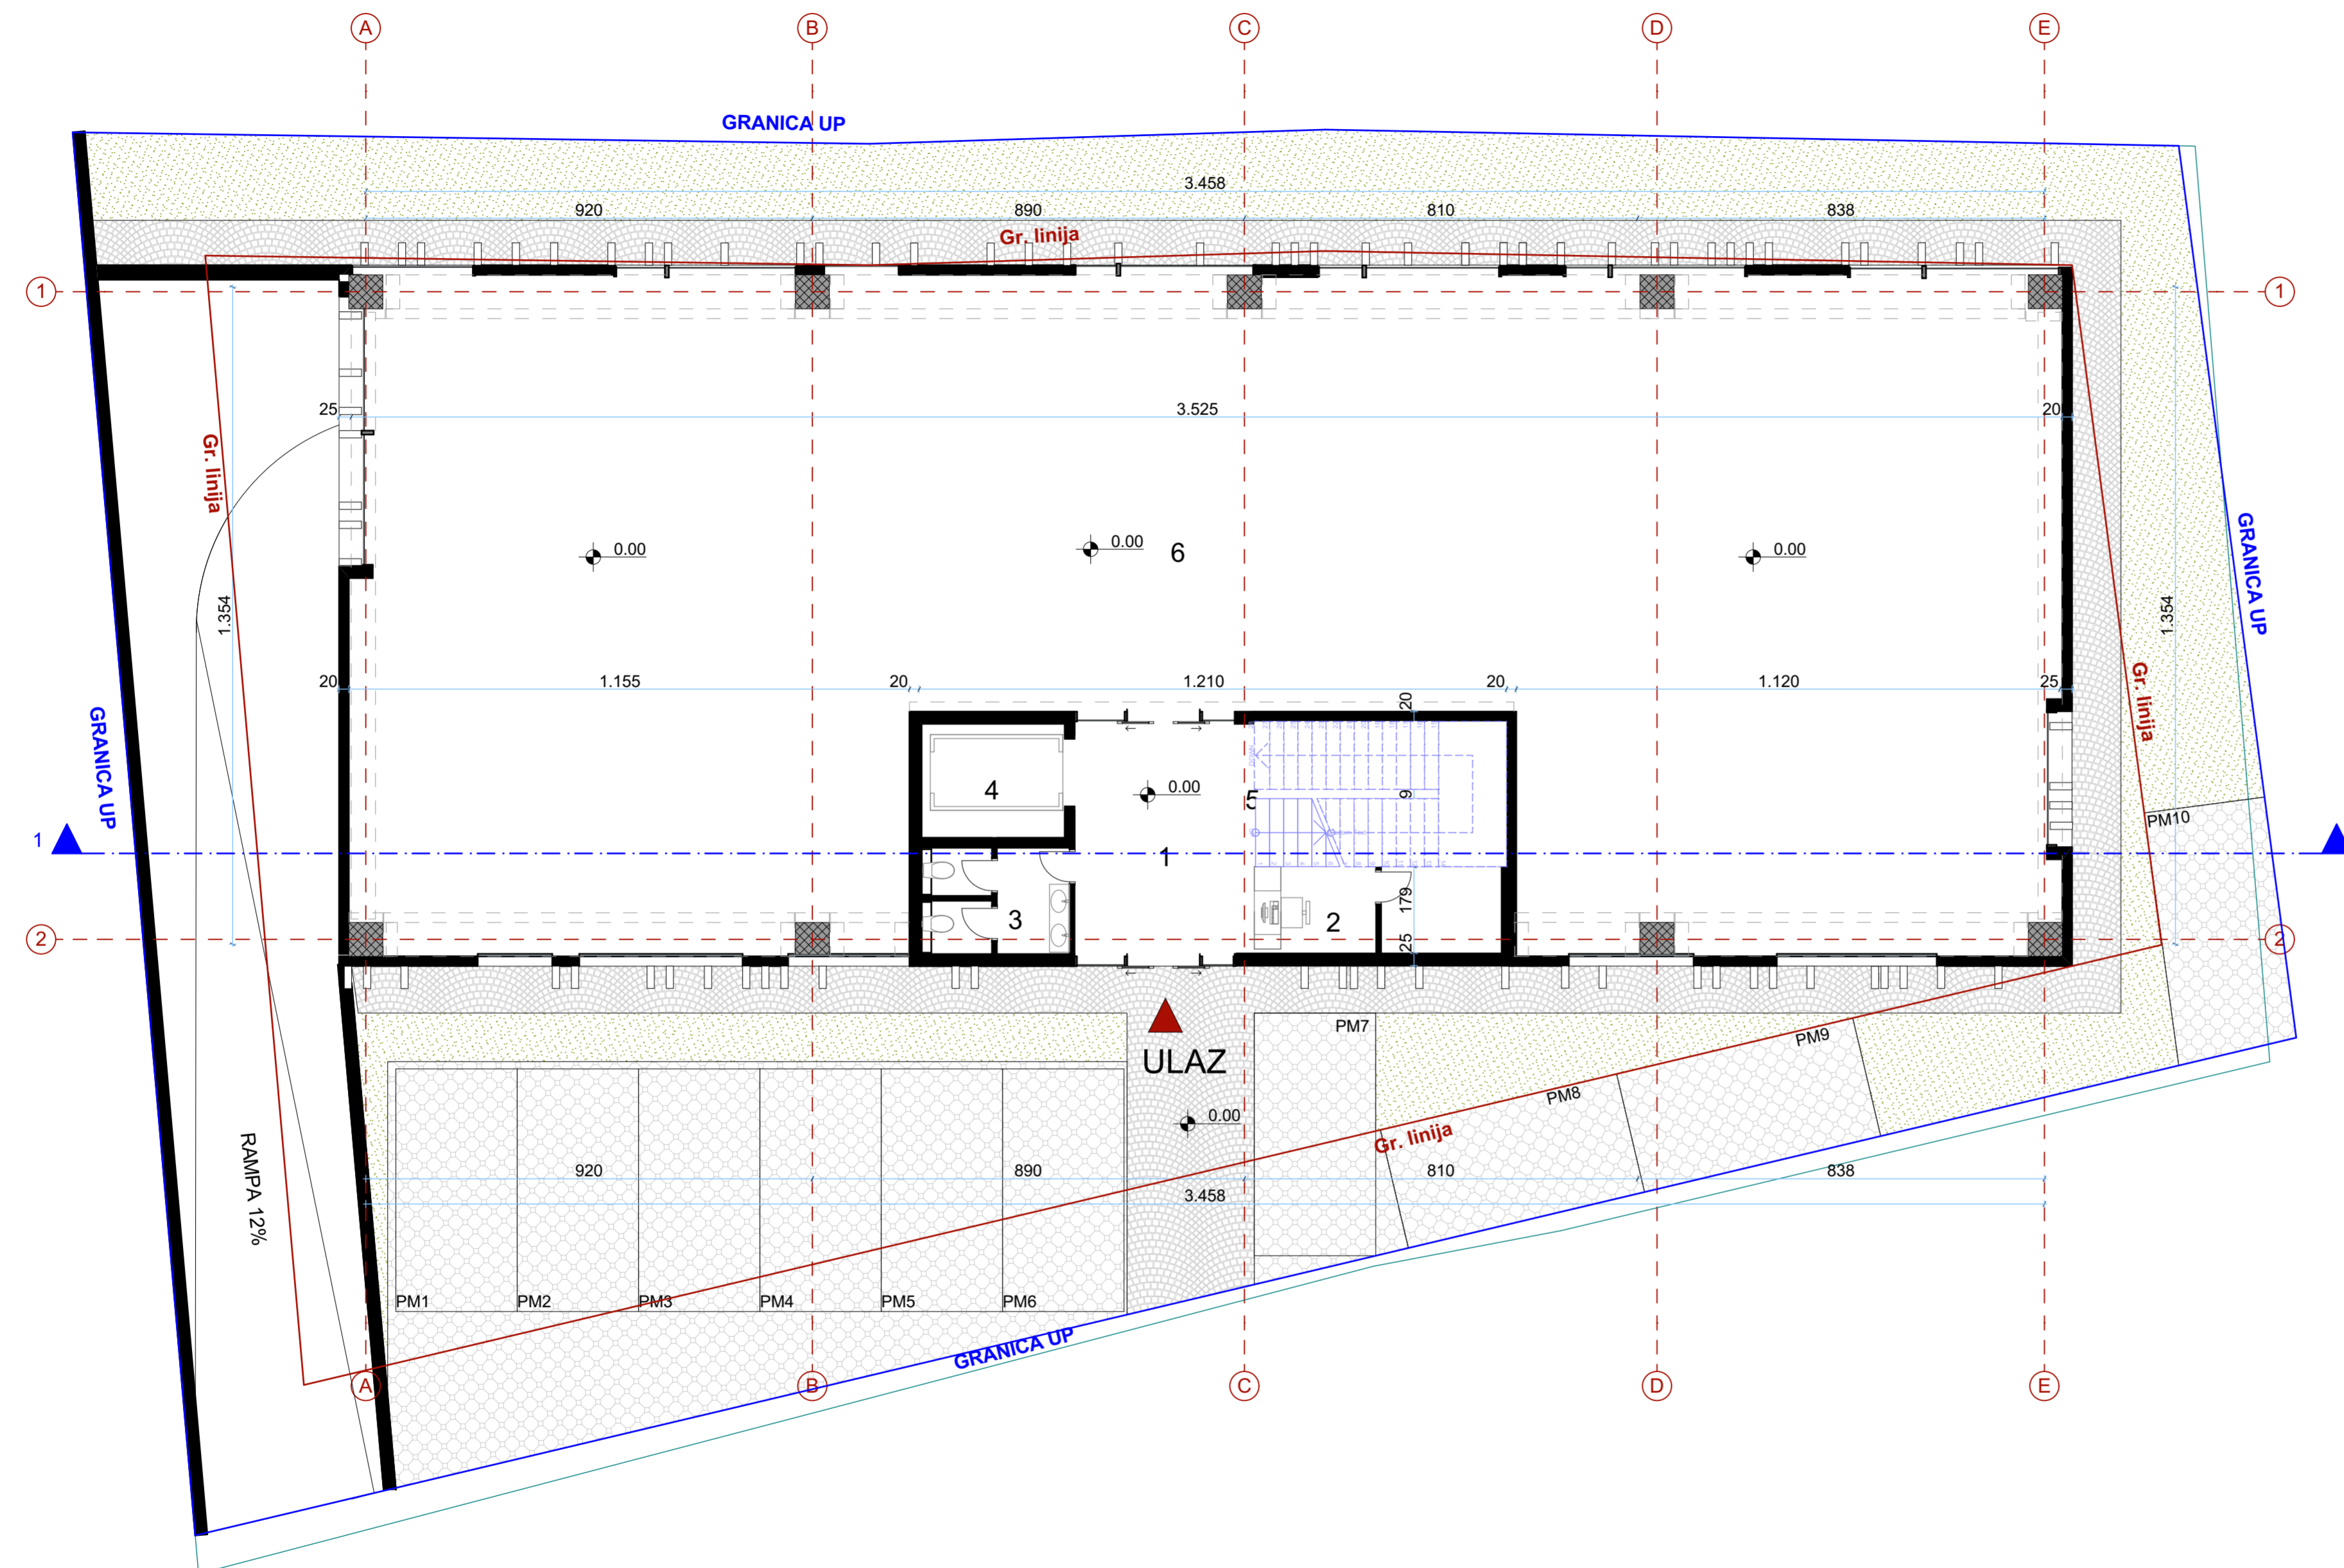 A B C D E
GRANICA UP
3.458
920 890 810 838
Gr. linija
1 1
25 3.525 20
Gr. linija
GRANICA UP
0.00 0.00 6 0.00
1.354 1.354
20 1.155 20 1.210 20 1.120 25
20
Gr. linija
GRANICA UP
4 0.00 5 9
PM10
1 1
179
3 2
2 25 2
PM7
ULAZ
PM9
PM8
0.00
Gr. linija
RAMPA 12%
920 890 810 838
3.458
PM1 PM2 PM3 PM4 PM5 PM6
GRANICA UP
A B C D E